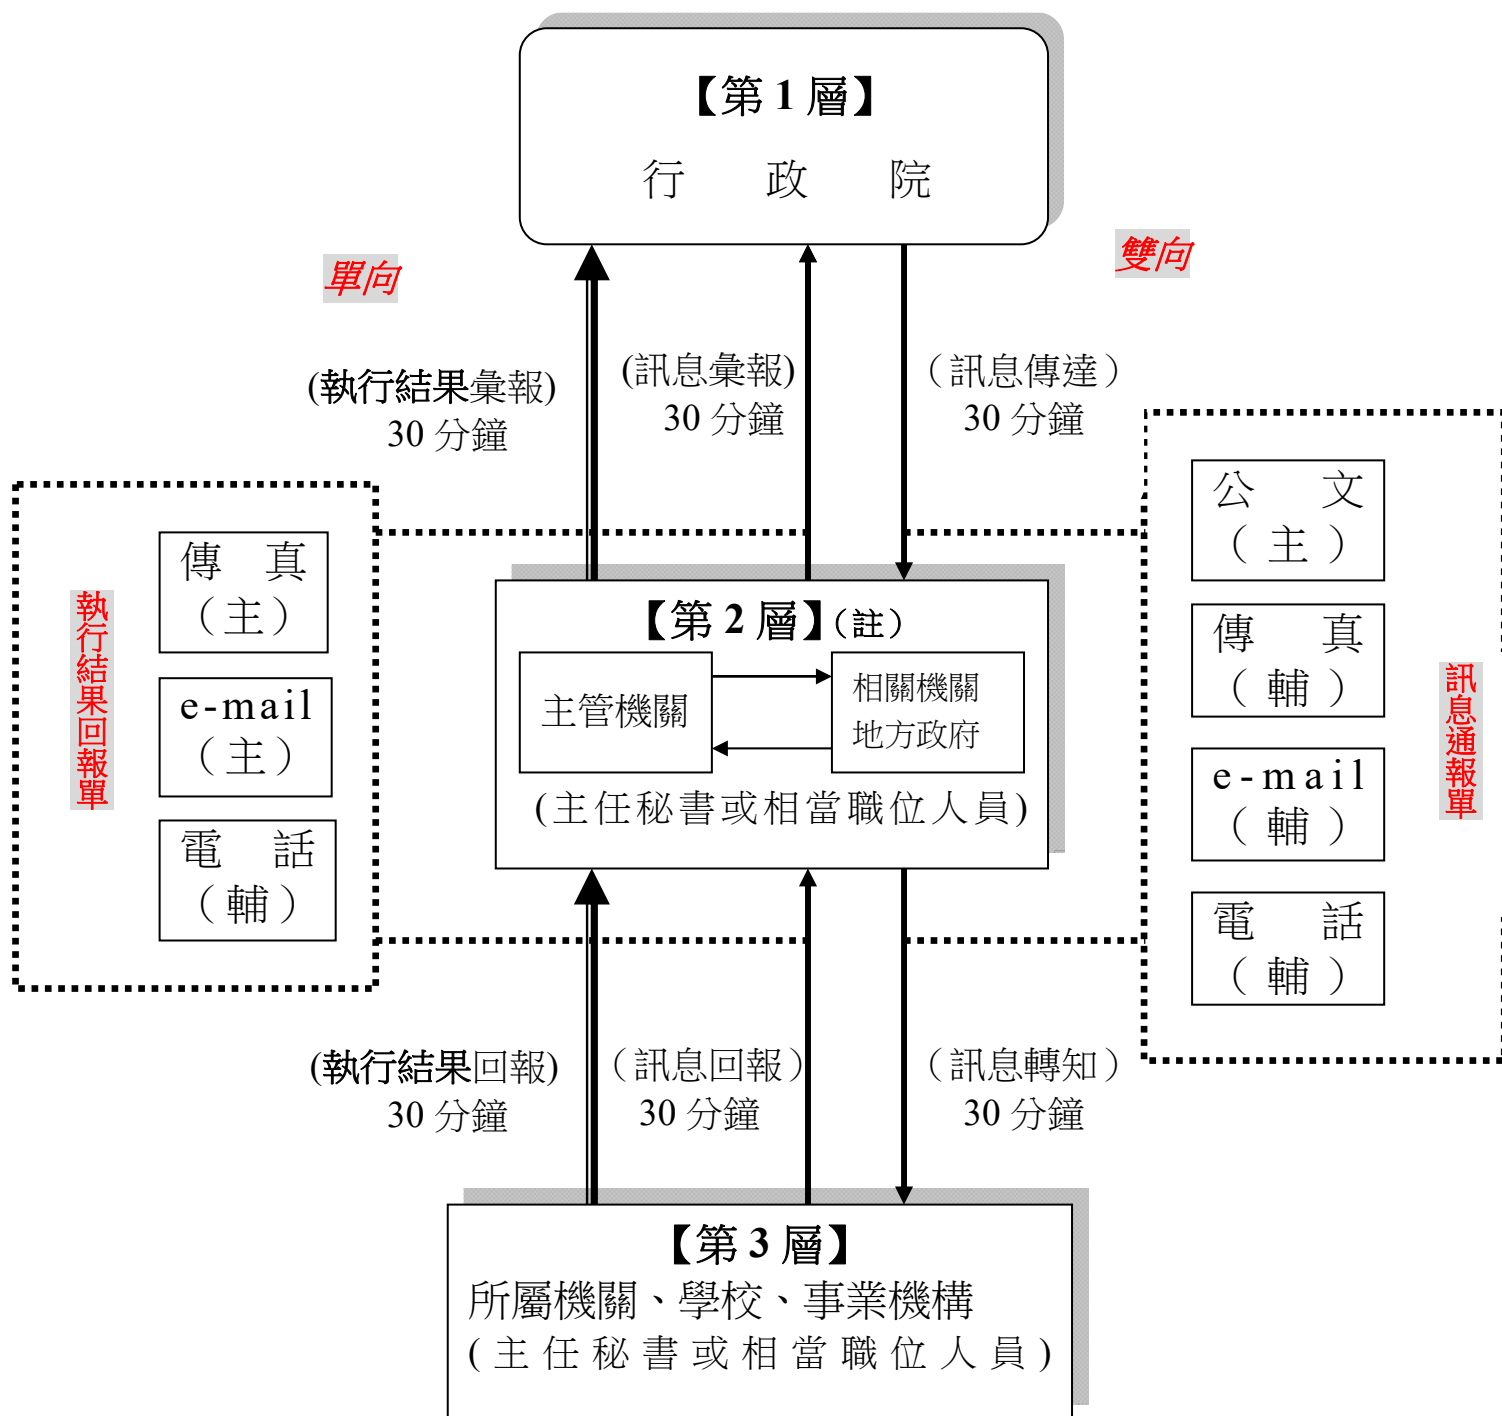 【第 1 層】
行 政 院
單向
雙向
(執行結果彙報)
30 分鐘
(訊息彙報)
30 分鐘
（訊息傳達）
30 分鐘
執行結果回報單
傳 真
（主）
e-mail
（主）
電 話
（輔）
【第 2 層】（註）
主管機關
相關機關
地方政府
(主任秘書或相當職位人員)
公 文
（主）
傳 真
（輔）
e-mail
（輔）
電 話
（輔）
訊息通報單
(執行結果回報)
30 分鐘
（訊息回報）
30 分鐘
（訊息轉知）
30 分鐘
【第 3 層】
所屬機關、學校、事業機構
(主任秘書或相當職位人員)